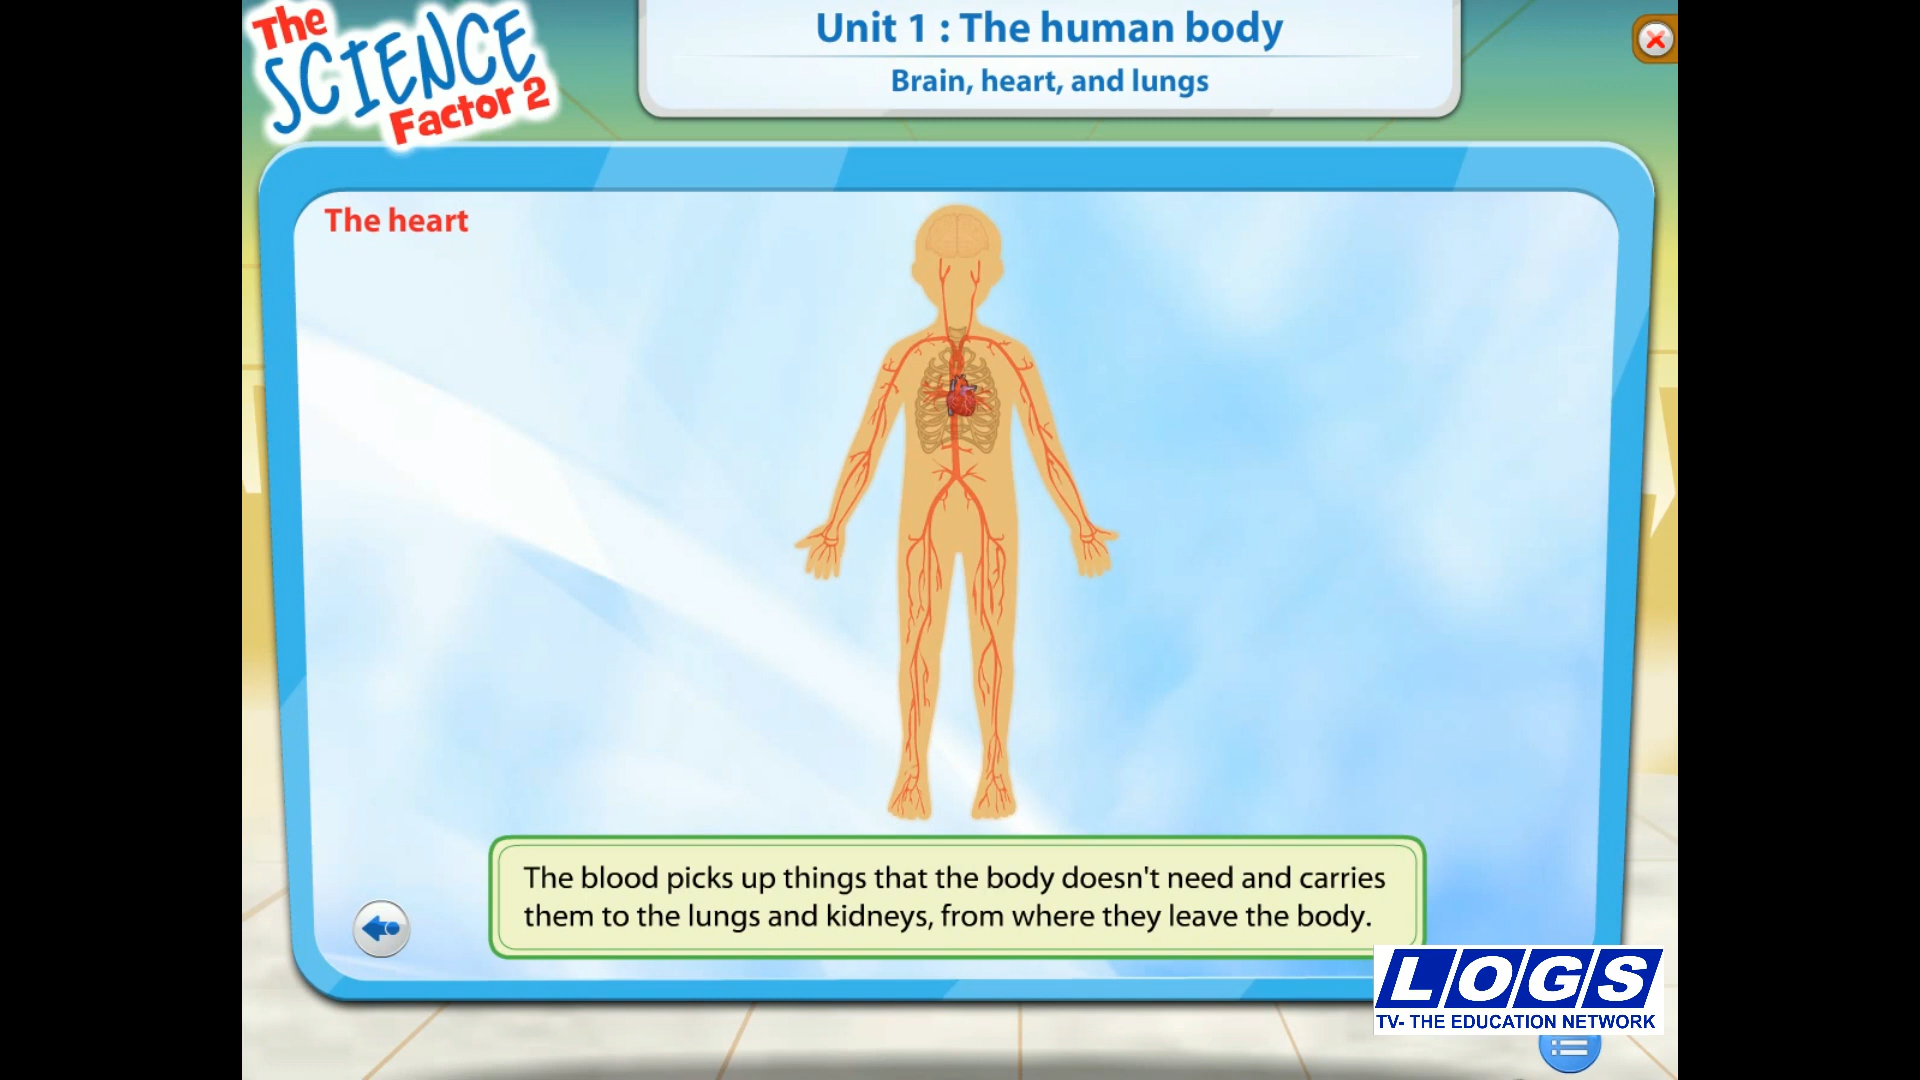 The
SCIENCE
Factor 2
Unit 1 : The human body
Brain, heart, and lungs
The heart
The blood picks up things that the body doesn't need and carries
them to the lungs and kidneys, from where they leave the body.
LOGS
TV- THE EDUCATION NETWORK